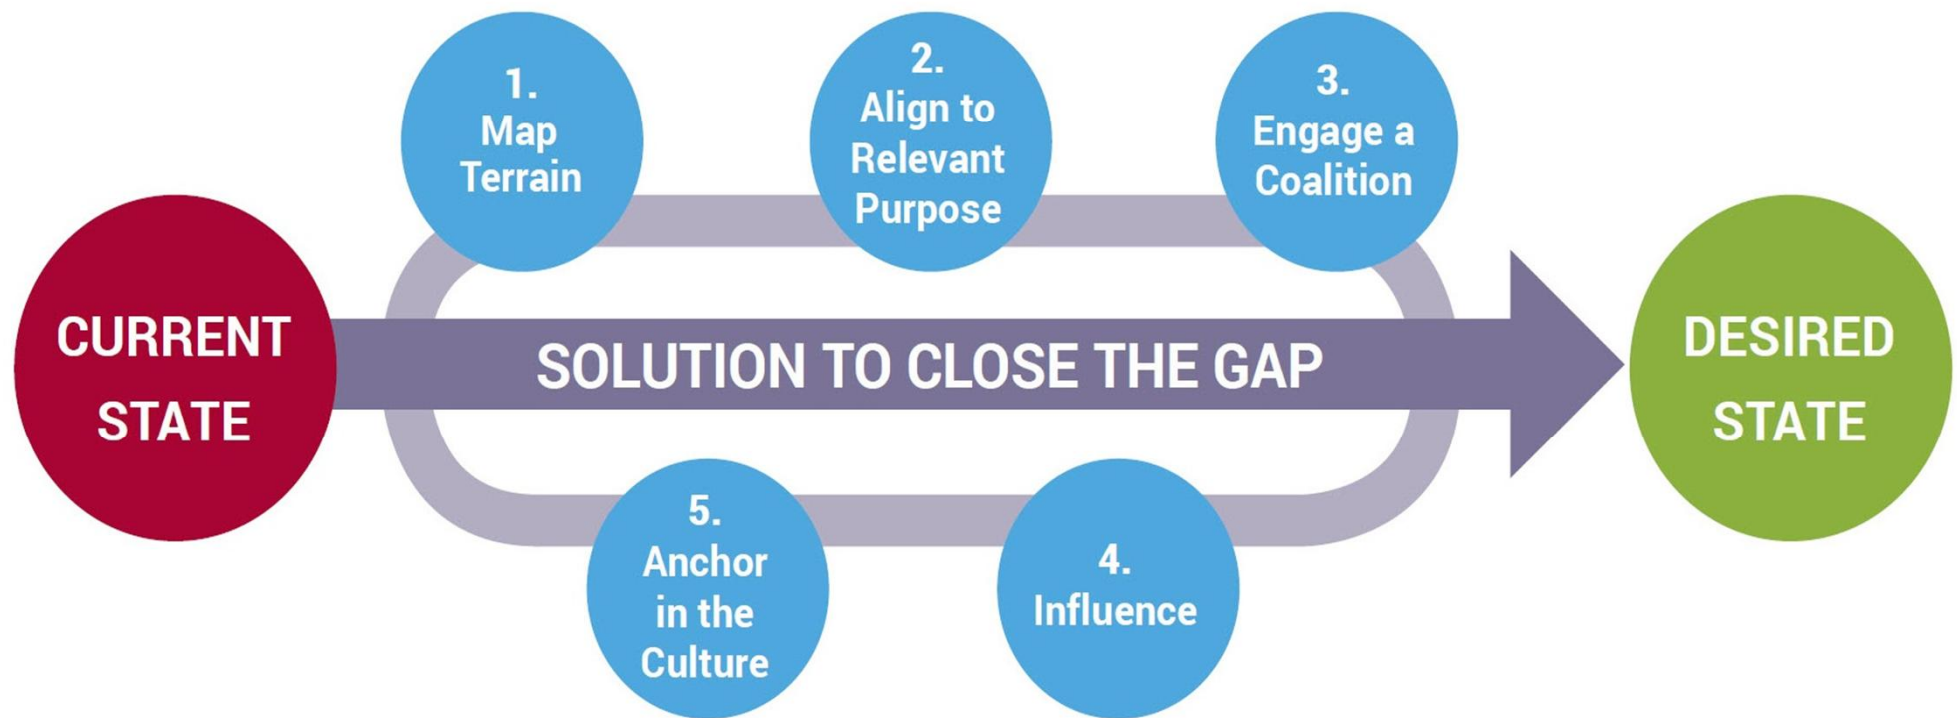 1.
Map
Terrain
2.
Align to
Relevant
Purpose
3.
Engage a
Coalition
CURRENT
STATE
SOLUTION TO CLOSE THE GAP
DESIRED
STATE
5.
Anchor
in the
Culture
4.
Influence